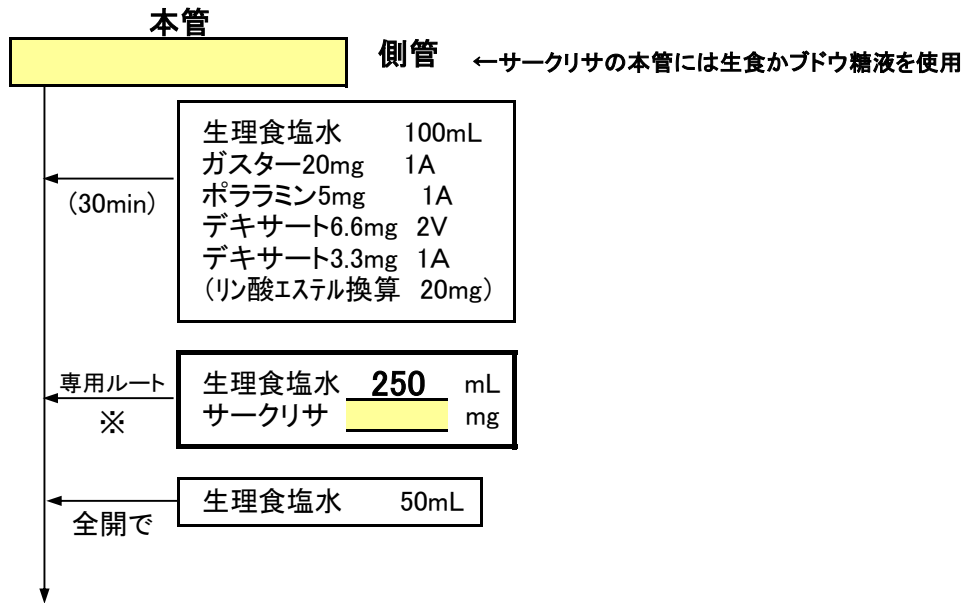 本管
側管 ←サークリサの本管には生食かブドウ糖液を使用
生理食塩水 100mL
ガスター20mg 1A
ポララミン5mg 1A
デキサート6.6mg 2V
デキサート3.3mg 1A
(リン酸エステル換算 20mg)
(30min)
専用ルート
※
生理食塩水 250 mL
サークリサ mg
生理食塩水 50mL
全開で